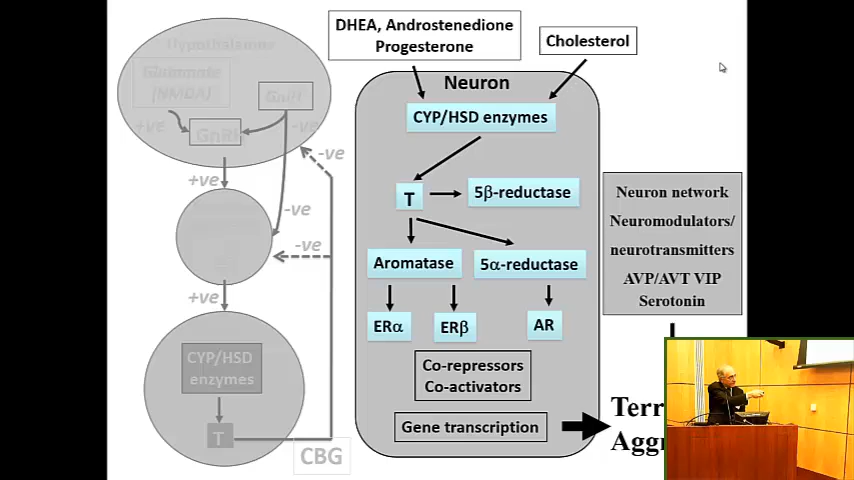 Hypothalamus
Glutamate
(NMDA)
GnIH
+ve
-ve
GnRH
-ve
+ve
-ve
-ve
+ve
CYP/HSD
enzymes
T
CBG
DHEA, Androstenedione
Progesterone
Cholesterol
Neuron
CYP/HSD enzymes
T
5β-reductase
Aromatase
5α-reductase
ERα
ERβ
AR
Co-repressors
Co-activators
Gene transcription
Neuron network
Neuromodulators/
neurotransmitters
AVP/AVT VIP
Serotonin
Terr
Aggr